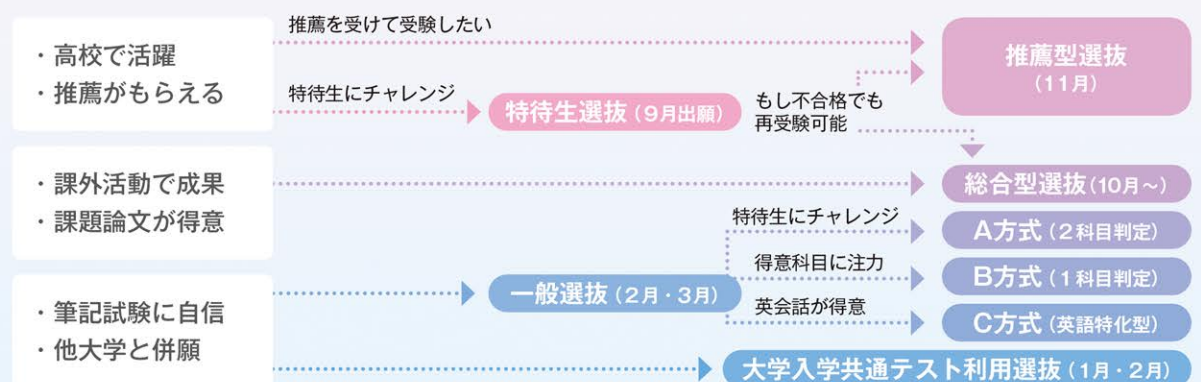 ・高校で活躍
・推薦がもらえる
推薦を受けて受験したい
特待生にチャレンジ
特待生選抜（9月出願）
もし不合格でも
再受験可能
推薦型選抜
（11月）
・課外活動で成果
・課題論文が得意
総合型選抜（10月～）
・筆記試験に自信
・他大学と併願
一般選抜（2月・3月）
特待生にチャレンジ
A方式（2科目判定）
得意科目に注力
B方式（1科目判定）
英会話が得意
C方式（英語特化型）
大学入学共通テスト利用選抜（1月・2月）